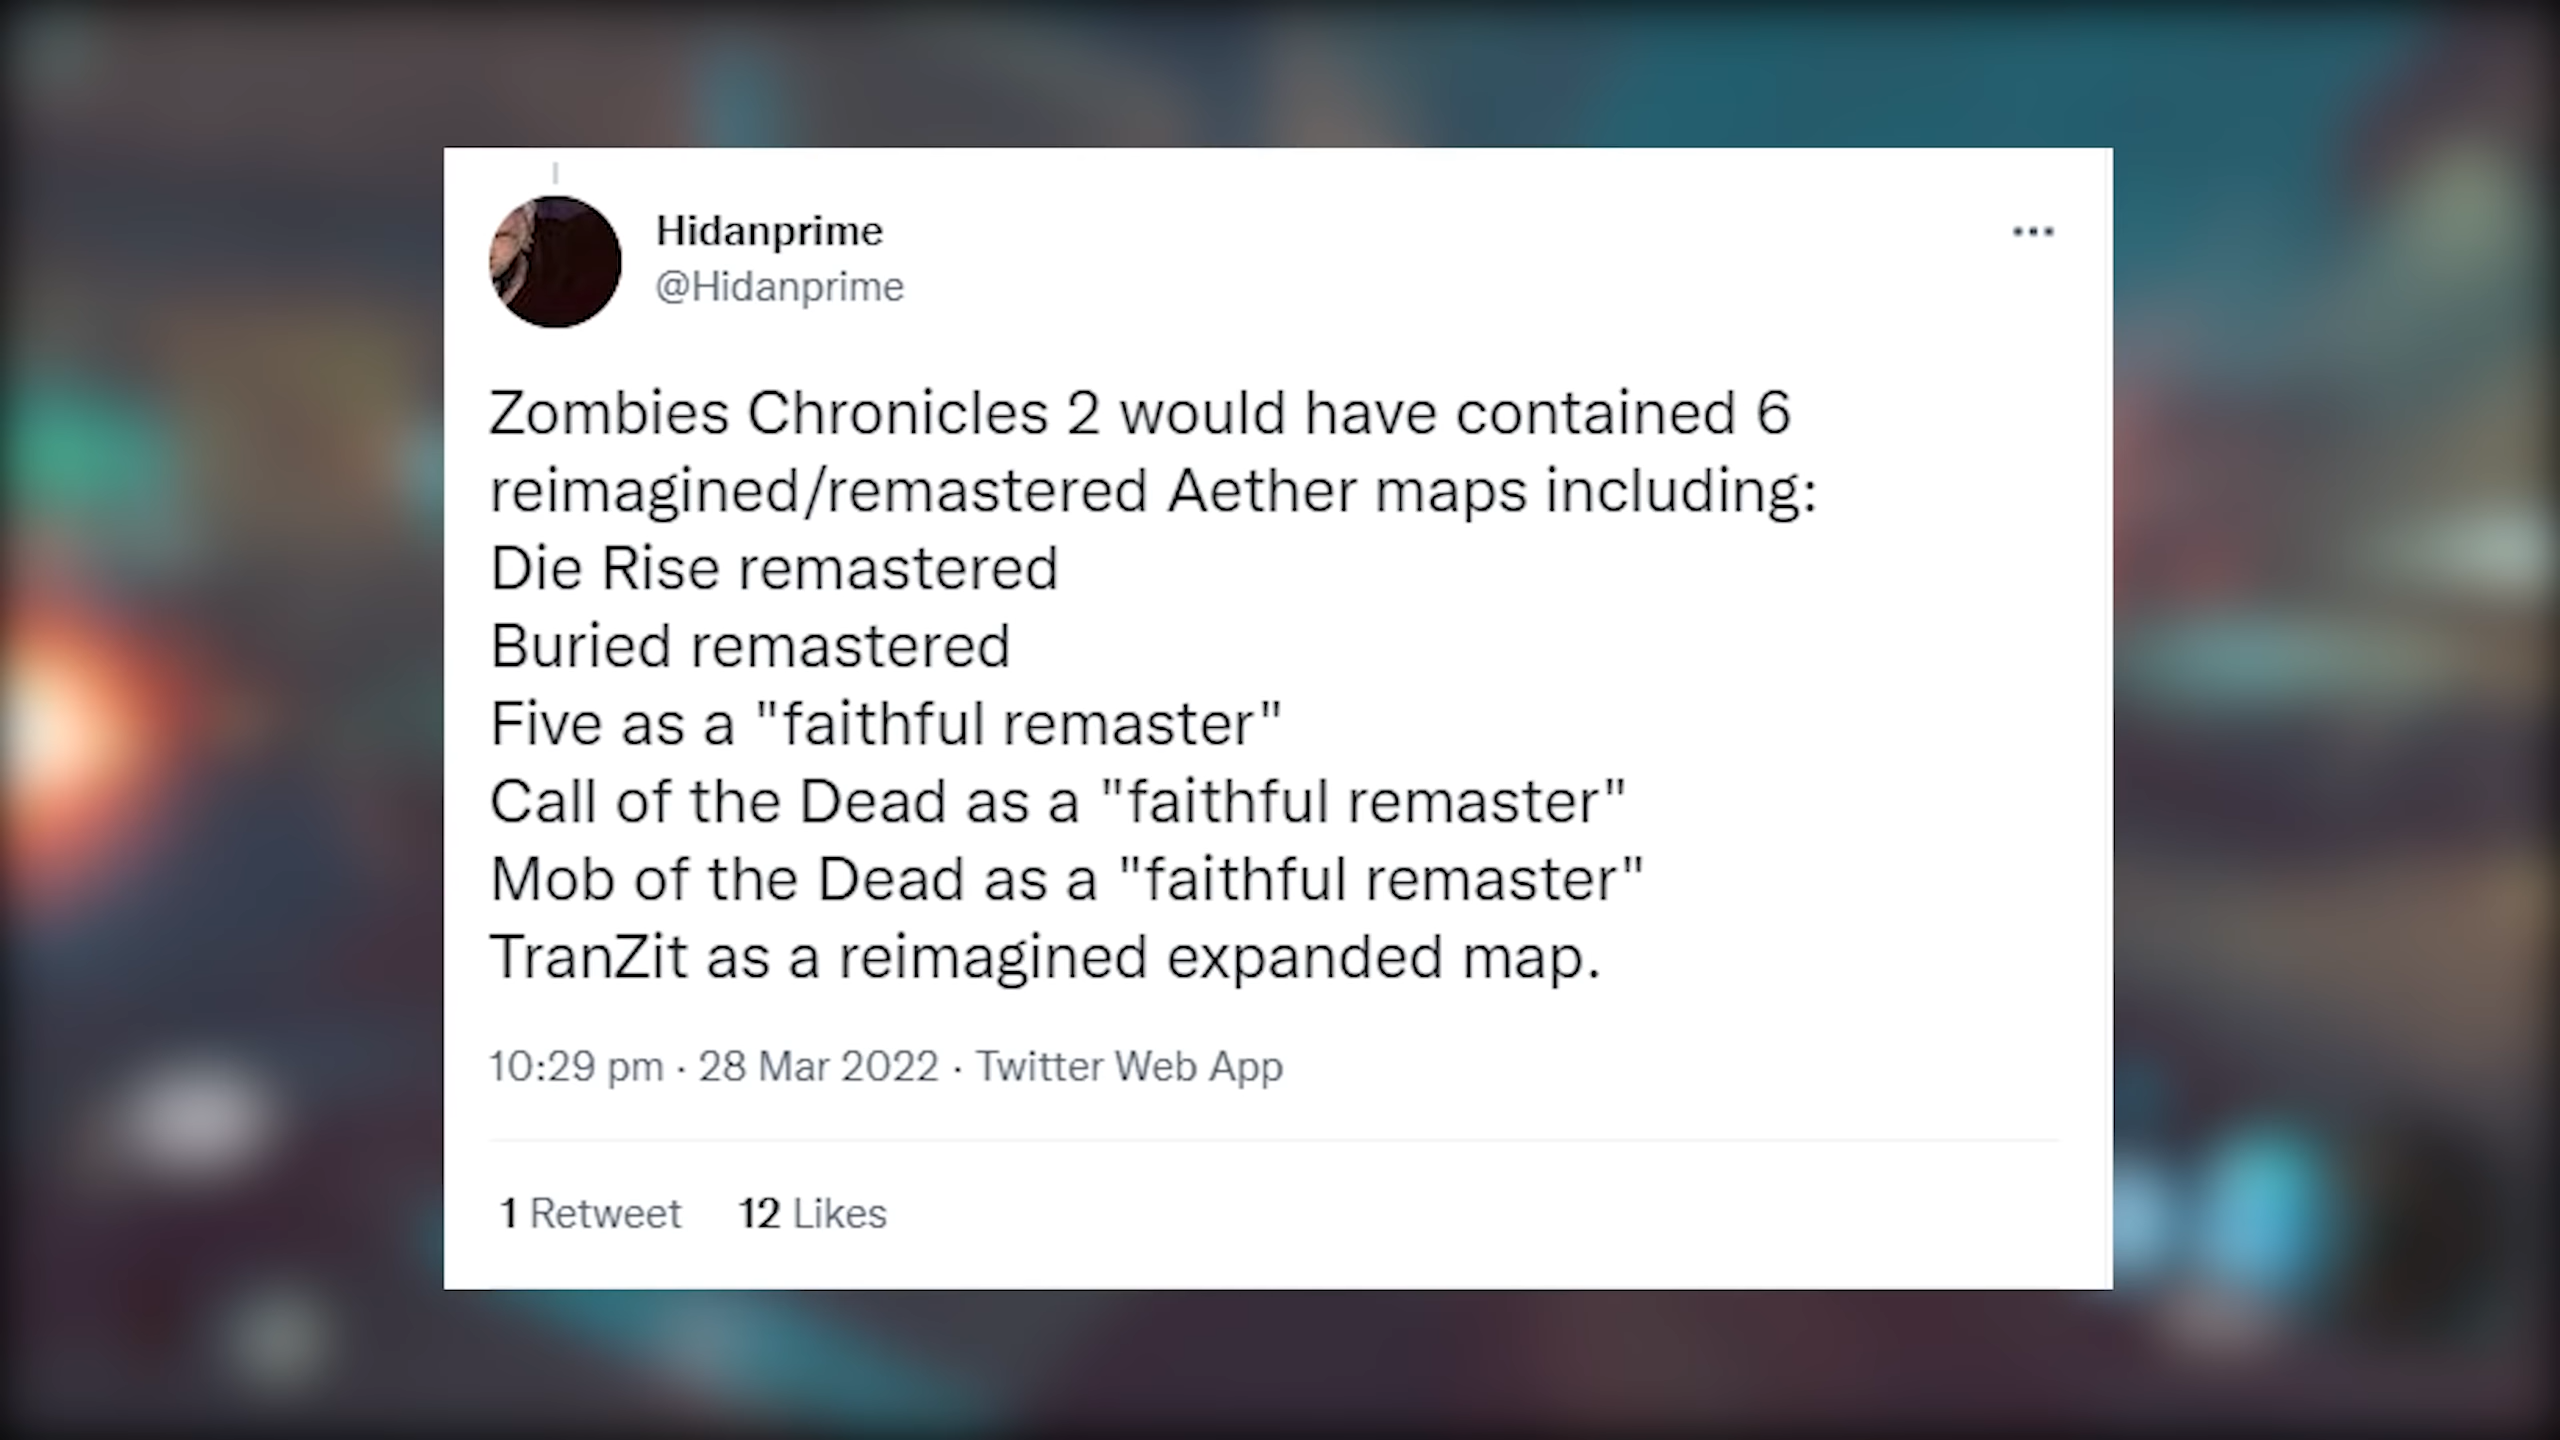 Hidanprime
@Hidanprime
Zombies Chronicles 2 would have contained 6
reimagined/remastered Aether maps including:
Die Rise remastered
Buried remastered
Five as a "faithful remaster"
Call of the Dead as a "faithful remaster"
Mob of the Dead as a "faithful remaster"
TranZit as a reimagined expanded map.
10:29 pm · 28 Mar 2022 · Twitter Web App
1 Retweet 12 Likes